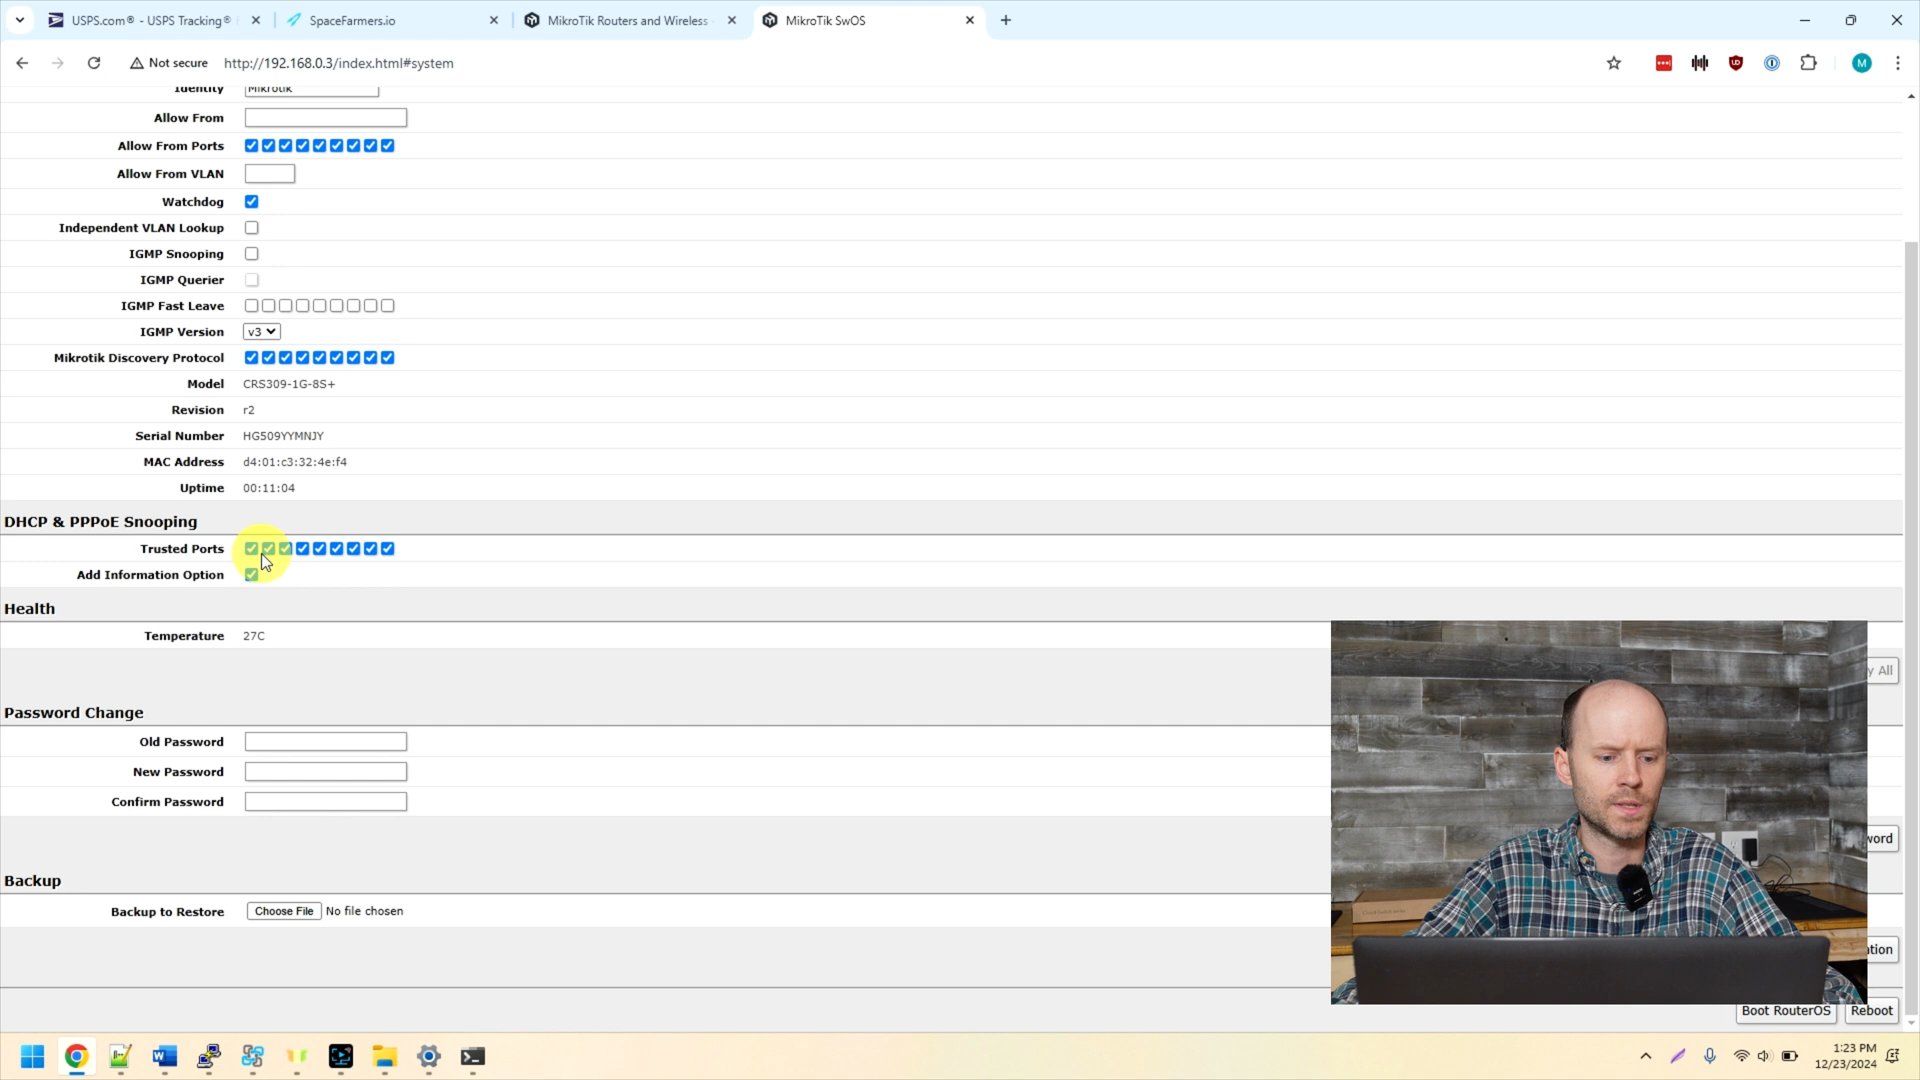 USPS.com® - USPS Tracking®
SpaceFarmers.io
MikroTik Routers and Wireless
MikroTik SwOS
Not secure
http://192.168.0.3/index.html#system
M
Identity MikroTik
Allow From
Allow From Ports
Allow From VLAN
Watchdog
Independent VLAN Lookup
IGMP Snooping
IGMP Querier
IGMP Fast Leave
IGMP Version v3
Mikrotik Discovery Protocol
Model CRS309-1G-8S+
Revision r2
Serial Number HG509YYMNJY
MAC Address d4:01:c3:32:4e:f4
Uptime 00:11:04
DHCP & PPPoE Snooping
Trusted Ports
Add Information Option
Health
Temperature 27C
y All
Password Change
Old Password
New Password
Confirm Password
word
Backup
Backup to Restore Choose File No file chosen
ation
Boot RouterOS Reboot
1:23 PM
12/23/2024